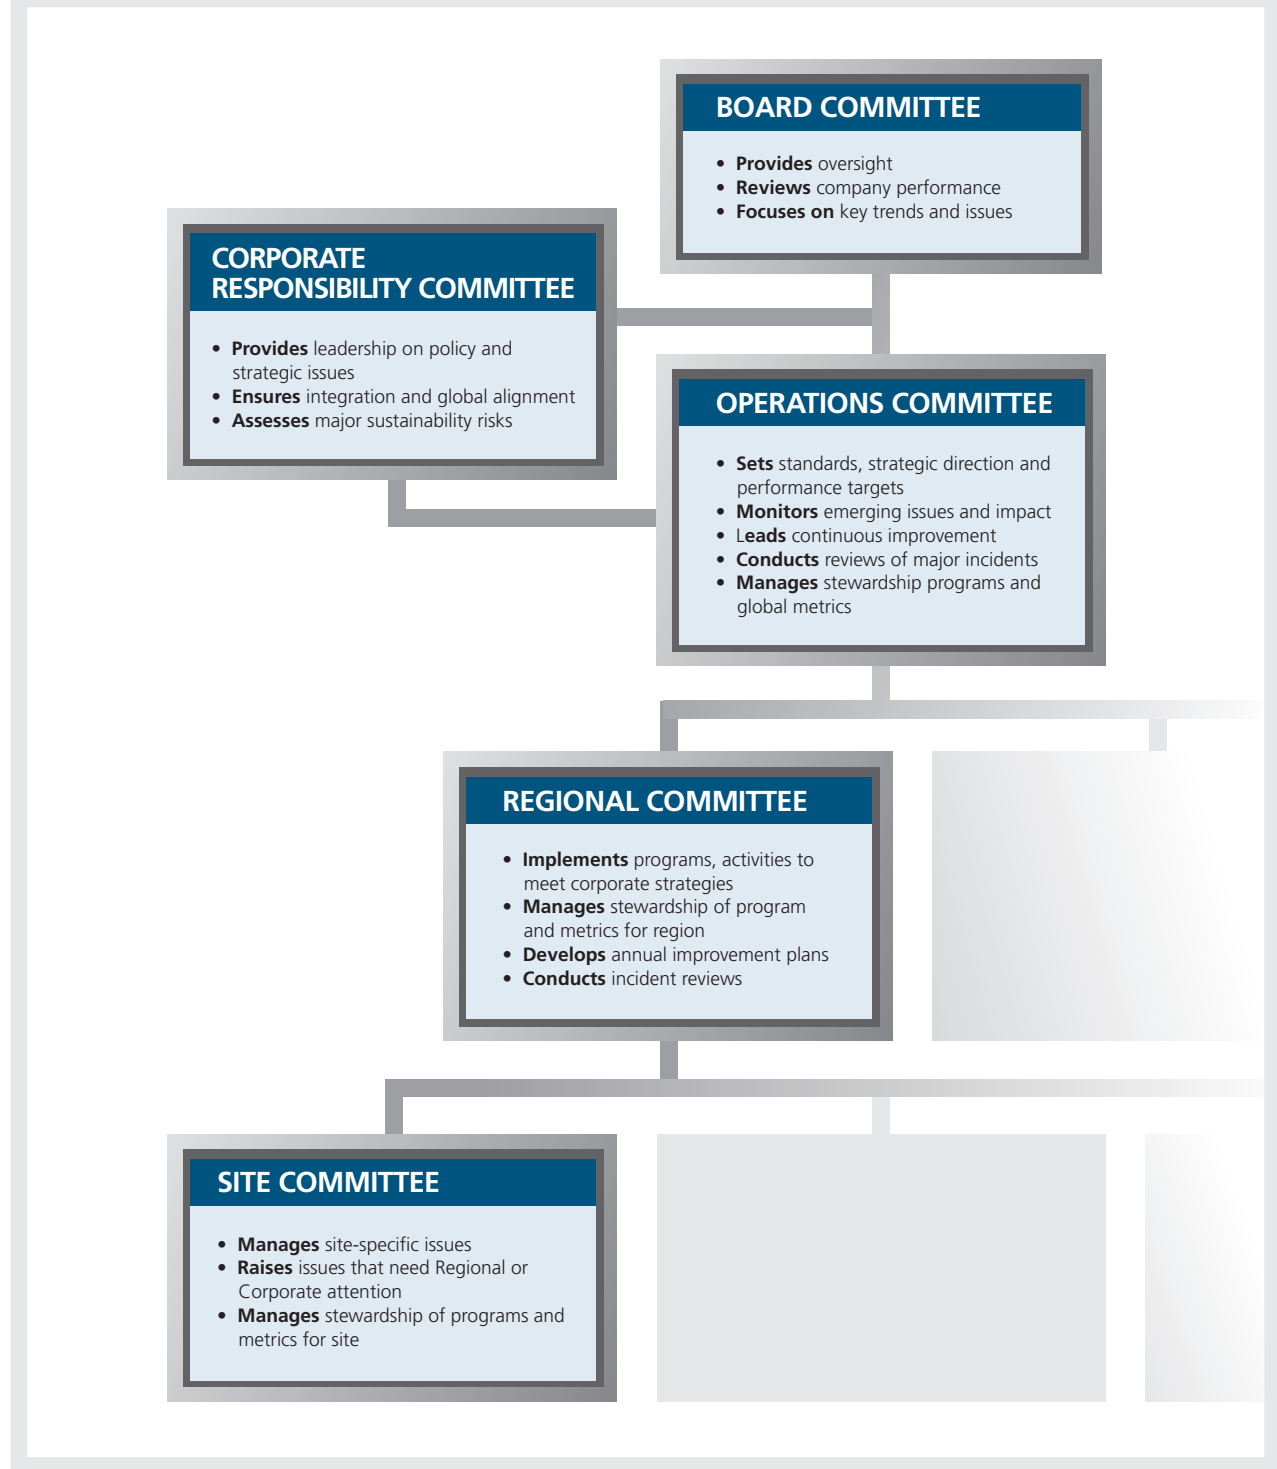 BOARD COMMITTEE
• Provides oversight
• Reviews company performance
• Focuses on key trends and issues
CORPORATE
RESPONSIBILITY COMMITTEE
• Provides leadership on policy and
strategic issues
• Ensures integration and global alignment
• Assesses major sustainability risks
OPERATIONS COMMITTEE
• Sets standards, strategic direction and
performance targets
• Monitors emerging issues and impact
• Leads continuous improvement
• Conducts reviews of major incidents
• Manages stewardship programs and
global metrics
REGIONAL COMMITTEE
• Implements programs, activities to
meet corporate strategies
• Manages stewardship of program
and metrics for region
• Develops annual improvement plans
• Conducts incident reviews
SITE COMMITTEE
• Manages site-specific issues
• Raises issues that need Regional or
Corporate attention
• Manages stewardship of programs and
metrics for site